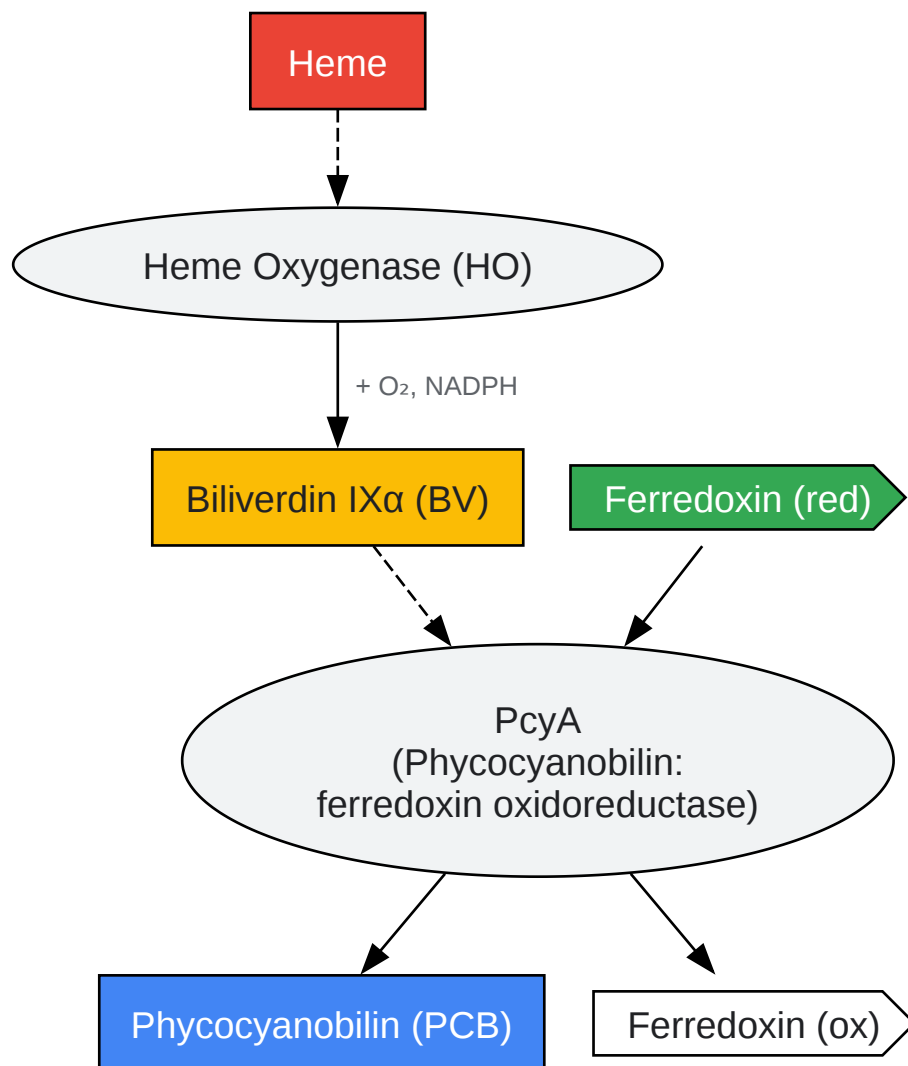 Heme
Heme Oxygenase (HO)
+ O₂, NADPH
Biliverdin IXα (BV)
Ferredoxin (red)
PcyA
(Phycocyanobilin:
ferredoxin oxidoreductase)
Phycocyanobilin (PCB)
Ferredoxin (ox)